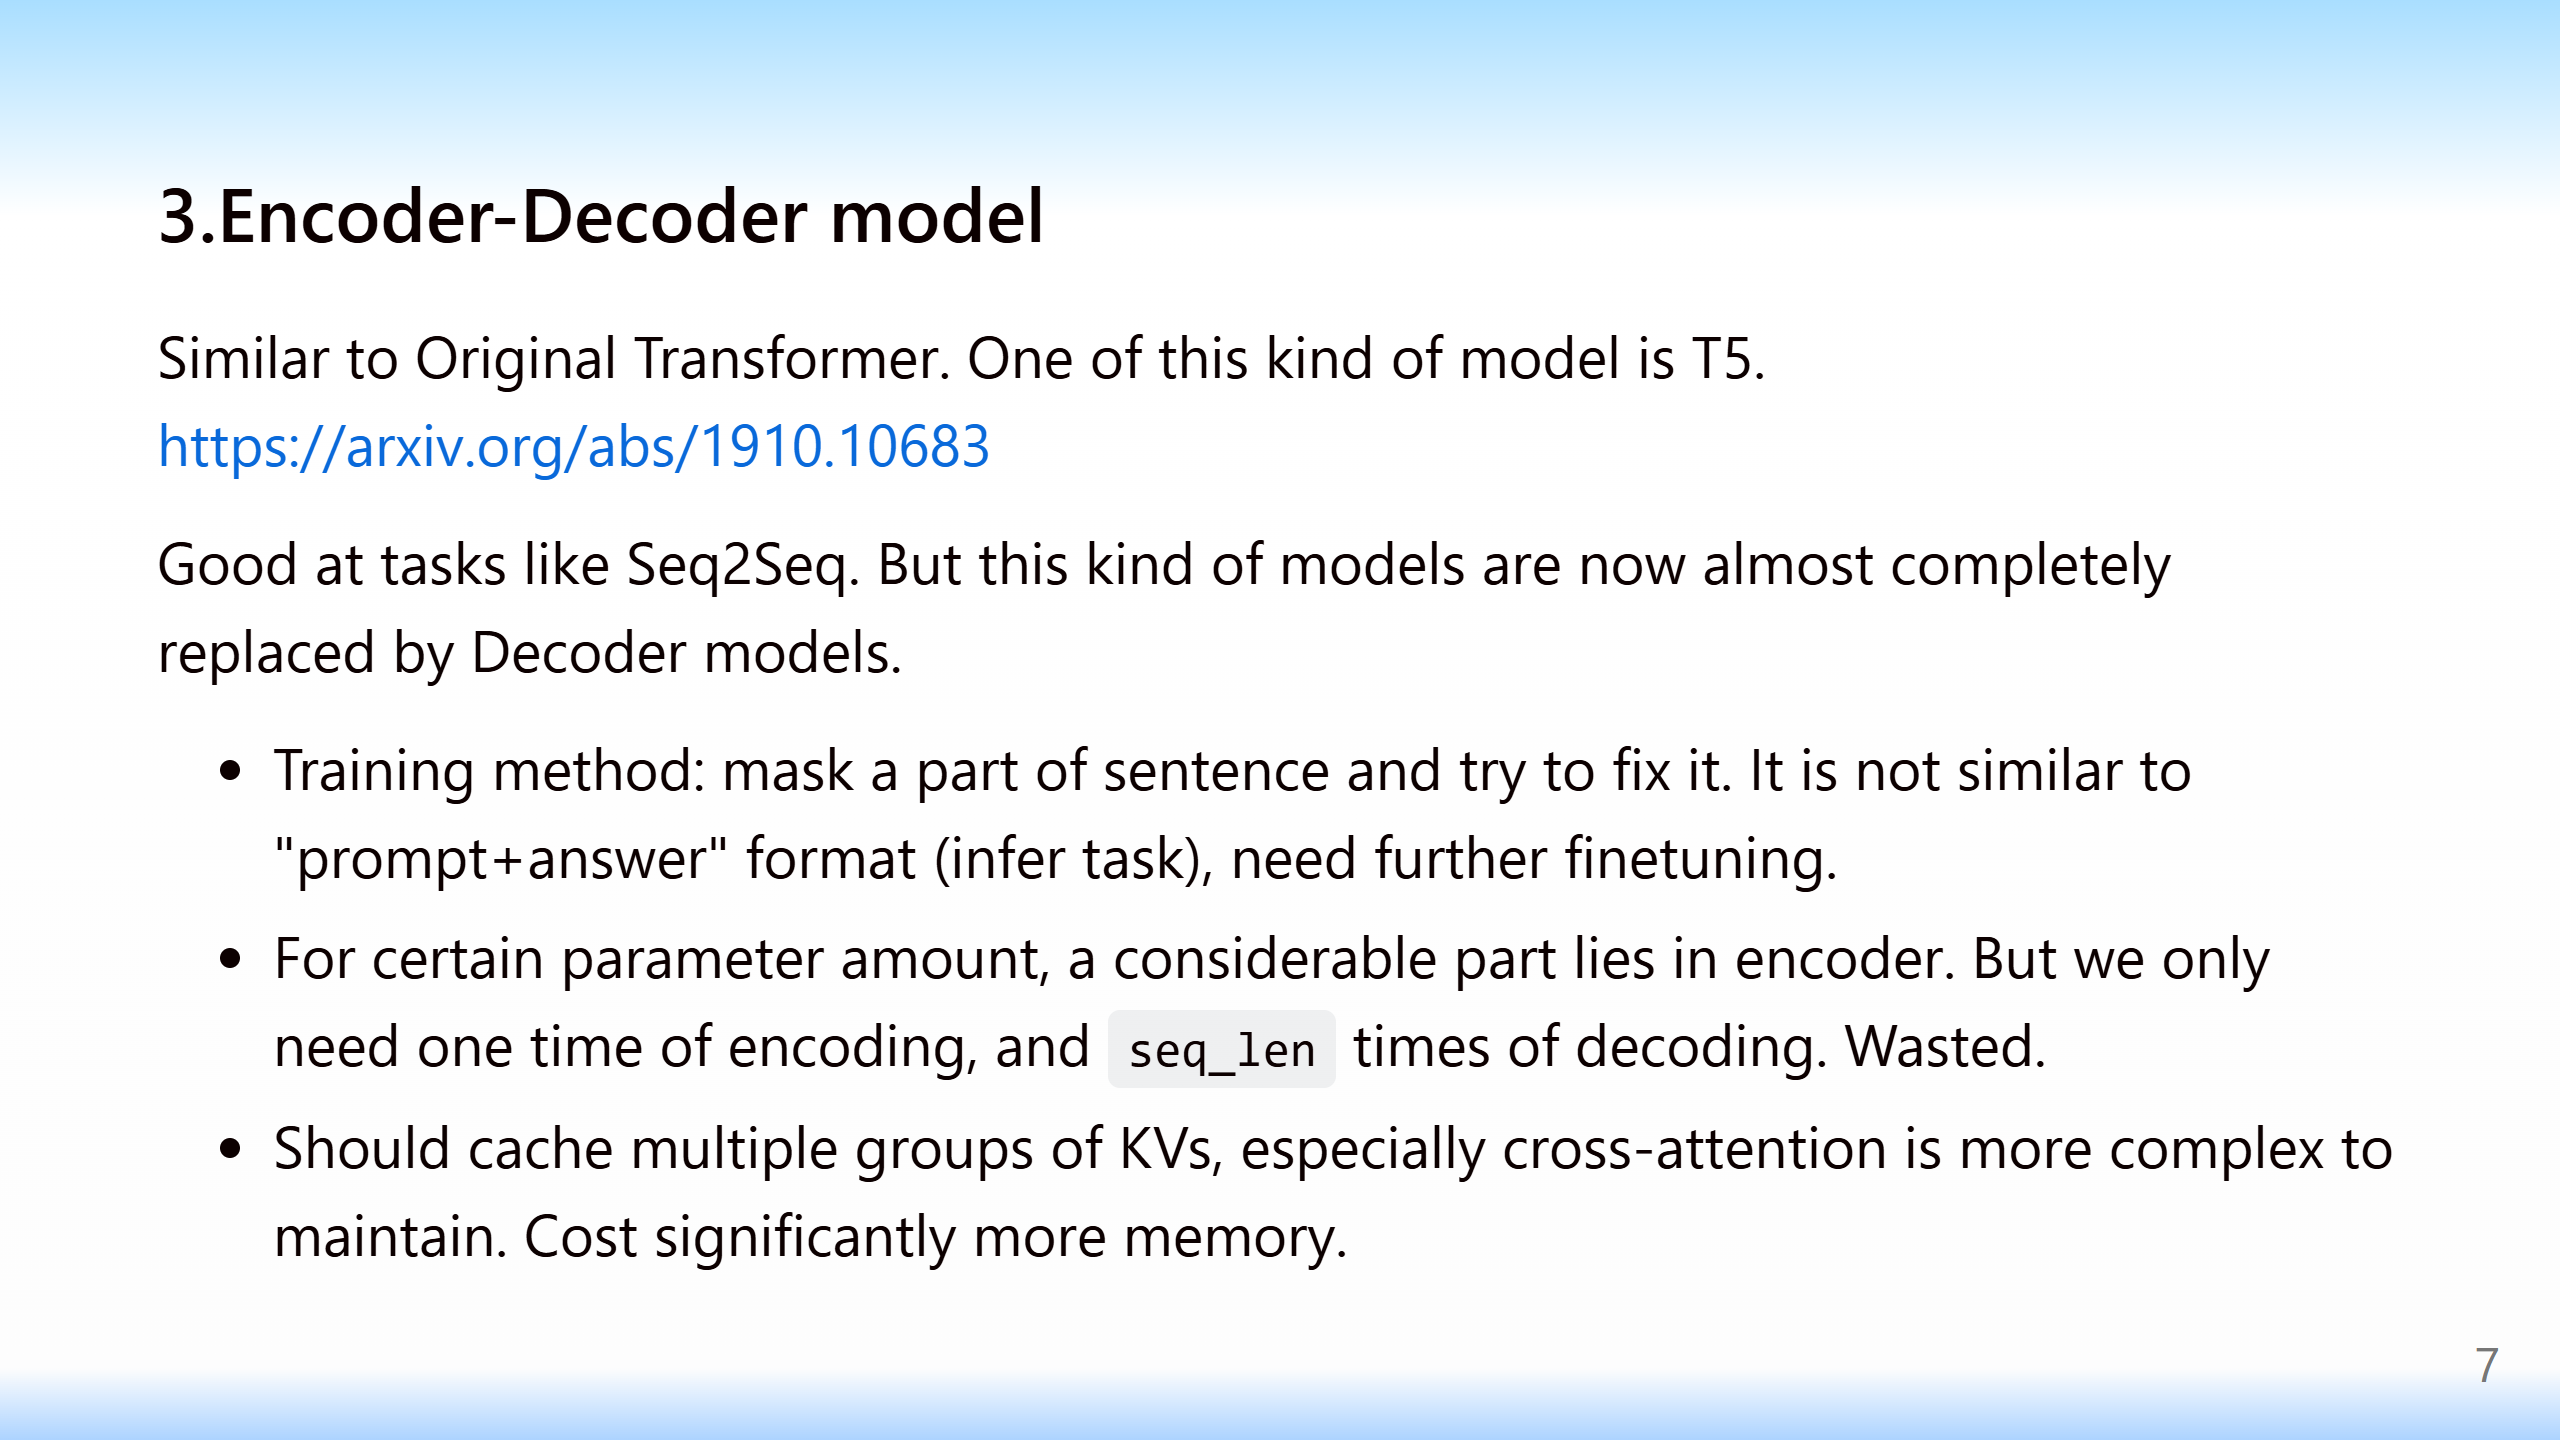 3.Encoder-Decoder model
Similar to Original Transformer. One of this kind of model is T5.
https://arxiv.org/abs/1910.10683
Good at tasks like Seq2Seq. But this kind of models are now almost completely
replaced by Decoder models.
• Training method: mask a part of sentence and try to fix it. It is not similar to
"prompt+answer" format (infer task), need further finetuning.
• For certain parameter amount, a considerable part lies in encoder. But we only
need one time of encoding, and seq_len times of decoding. Wasted.
• Should cache multiple groups of KVs, especially cross-attention is more complex to
maintain. Cost significantly more memory.
7